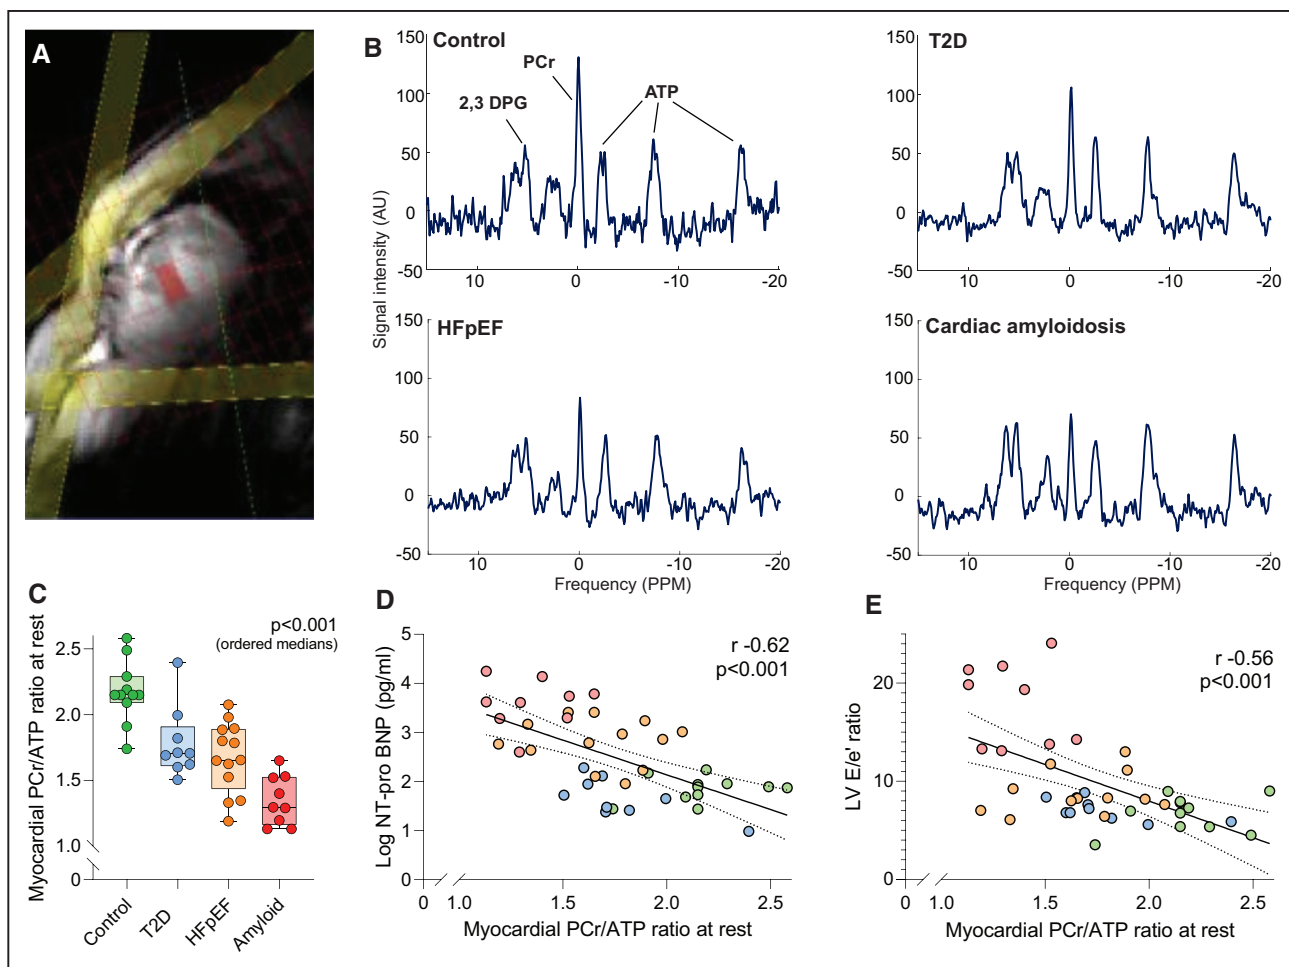 A
B
Control
PCr
2,3 DPG
ATP
Signal intensity (AU)
150
100
50
0
-50
10
0
-10
-20
T2D
150
100
50
0
-50
10
0
-10
-20
HFpEF
150
100
50
0
-50
10
0
-10
-20
Frequency (PPM)
Cardiac amyloidosis
150
100
50
0
-50
10
0
-10
-20
Frequency (PPM)
C
Myocardial PCr/ATP ratio at rest
p<0.001
(ordered medians)
2.5
2.0
1.5
1.0
0
Control
T2D
HFpEF
Amyloid
D
Log NT-pro BNP (pg/ml)
r -0.62
p<0.001
5
4
3
2
1
0
0
1.0
1.5
2.0
2.5
Myocardial PCr/ATP ratio at rest
E
LV E/e' ratio
r -0.56
p<0.001
20
10
0
0
1.0
1.5
2.0
2.5
Myocardial PCr/ATP ratio at rest